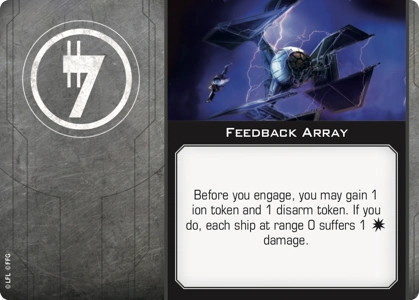 7
FEEDBACK ARRAY
Before you engage, you may gain 1
ion token and 1 disarm token. If you
do, each ship at range 0 suffers 1
damage.
© LFL © FFG